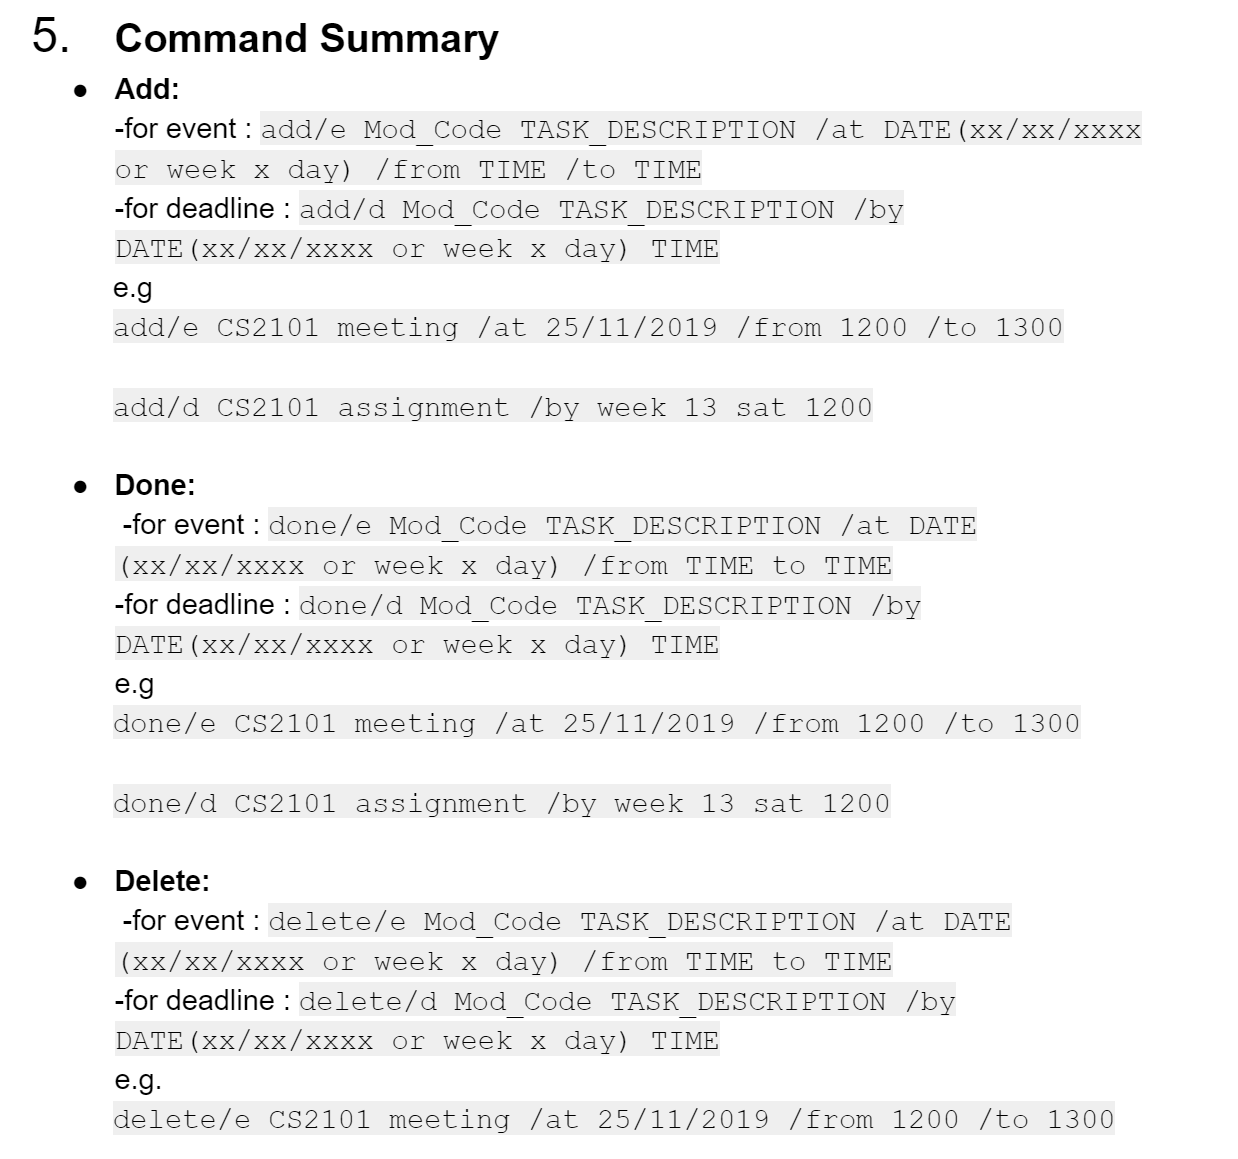 5. Command Summary
● Add:
-for event : add/e Mod_Code TASK_DESCRIPTION /at DATE(xx/xx/xxxx
or week x day) /from TIME /to TIME
-for deadline : add/d Mod_Code TASK_DESCRIPTION /by
DATE(xx/xx/xxxx or week x day) TIME
e.g
add/e CS2101 meeting /at 25/11/2019 /from 1200 /to 1300
add/d CS2101 assignment /by week 13 sat 1200
● Done:
-for event : done/e Mod_Code TASK_DESCRIPTION /at DATE
(xx/xx/xxxx or week x day) /from TIME to TIME
-for deadline : done/d Mod_Code TASK_DESCRIPTION /by
DATE(xx/xx/xxxx or week x day) TIME
e.g
done/e CS2101 meeting /at 25/11/2019 /from 1200 /to 1300
done/d CS2101 assignment /by week 13 sat 1200
● Delete:
-for event : delete/e Mod_Code TASK_DESCRIPTION /at DATE
(xx/xx/xxxx or week x day) /from TIME to TIME
-for deadline : delete/d Mod_Code TASK_DESCRIPTION /by
DATE(xx/xx/xxxx or week x day) TIME
e.g.
delete/e CS2101 meeting /at 25/11/2019 /from 1200 /to 1300